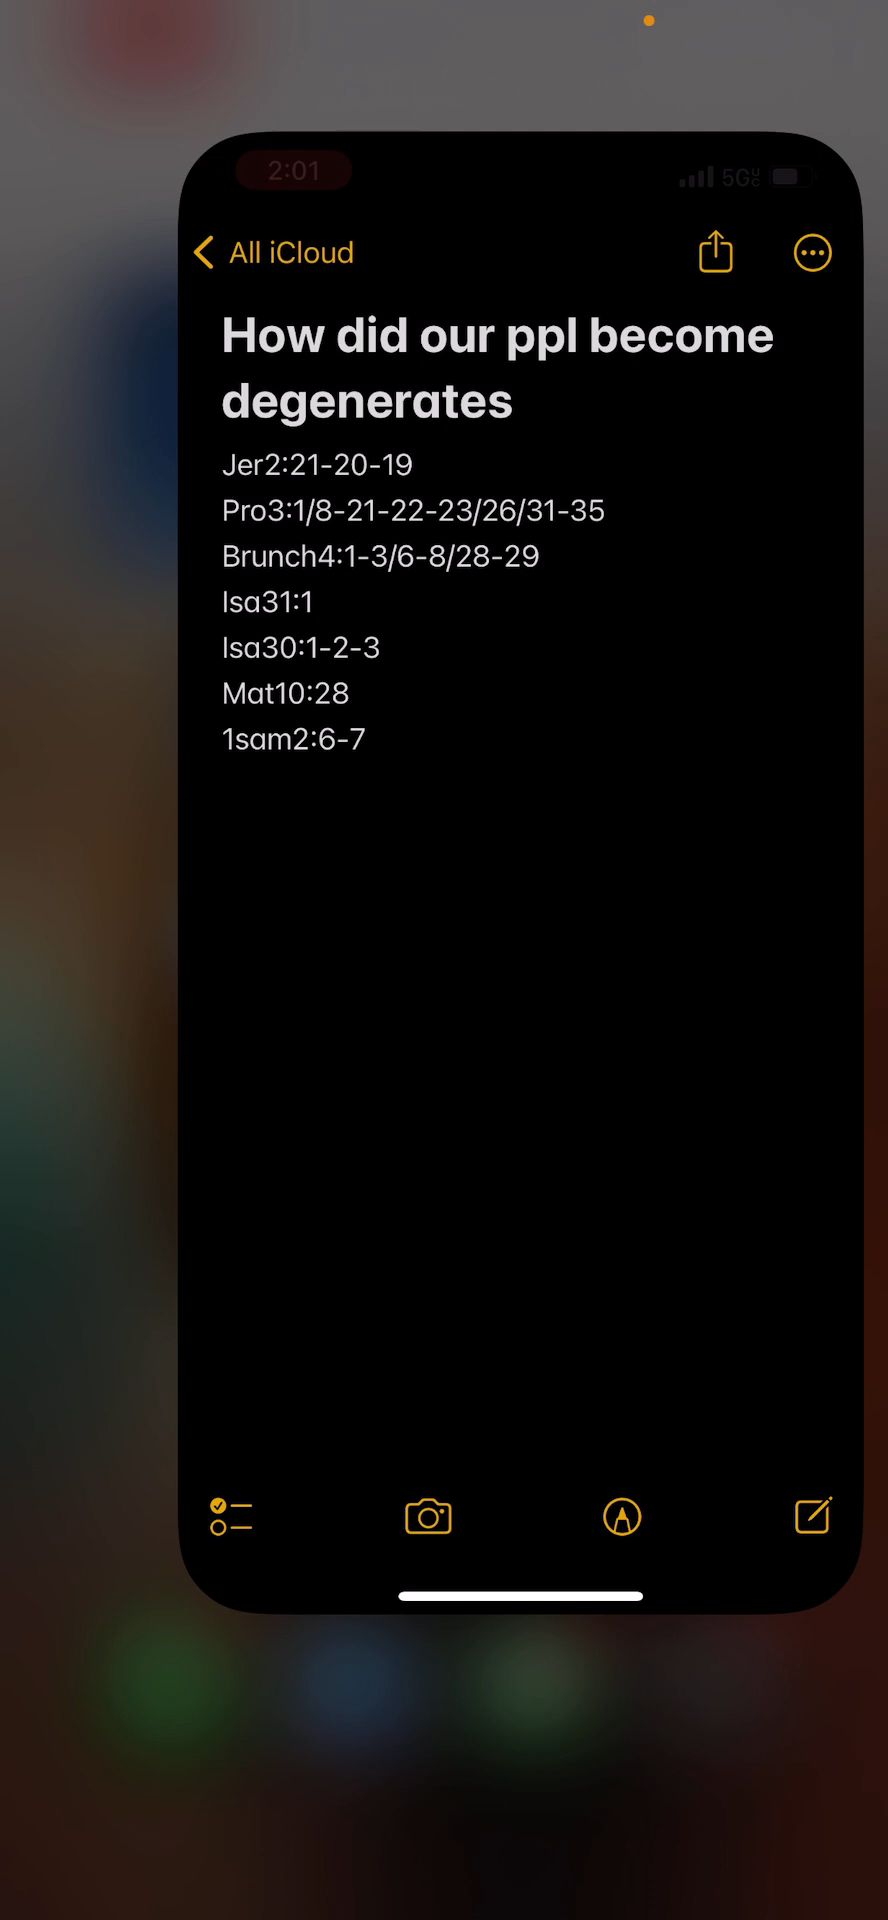 2:01
5GUC
All iCloud
How did our ppl become
degenerates
Jer2:21-20-19
Pro3:1/8-21-22-23/26/31-35
Brunch4:1-3/6-8/28-29
Isa31:1
Isa30:1-2-3
Mat10:28
1sam2:6-7